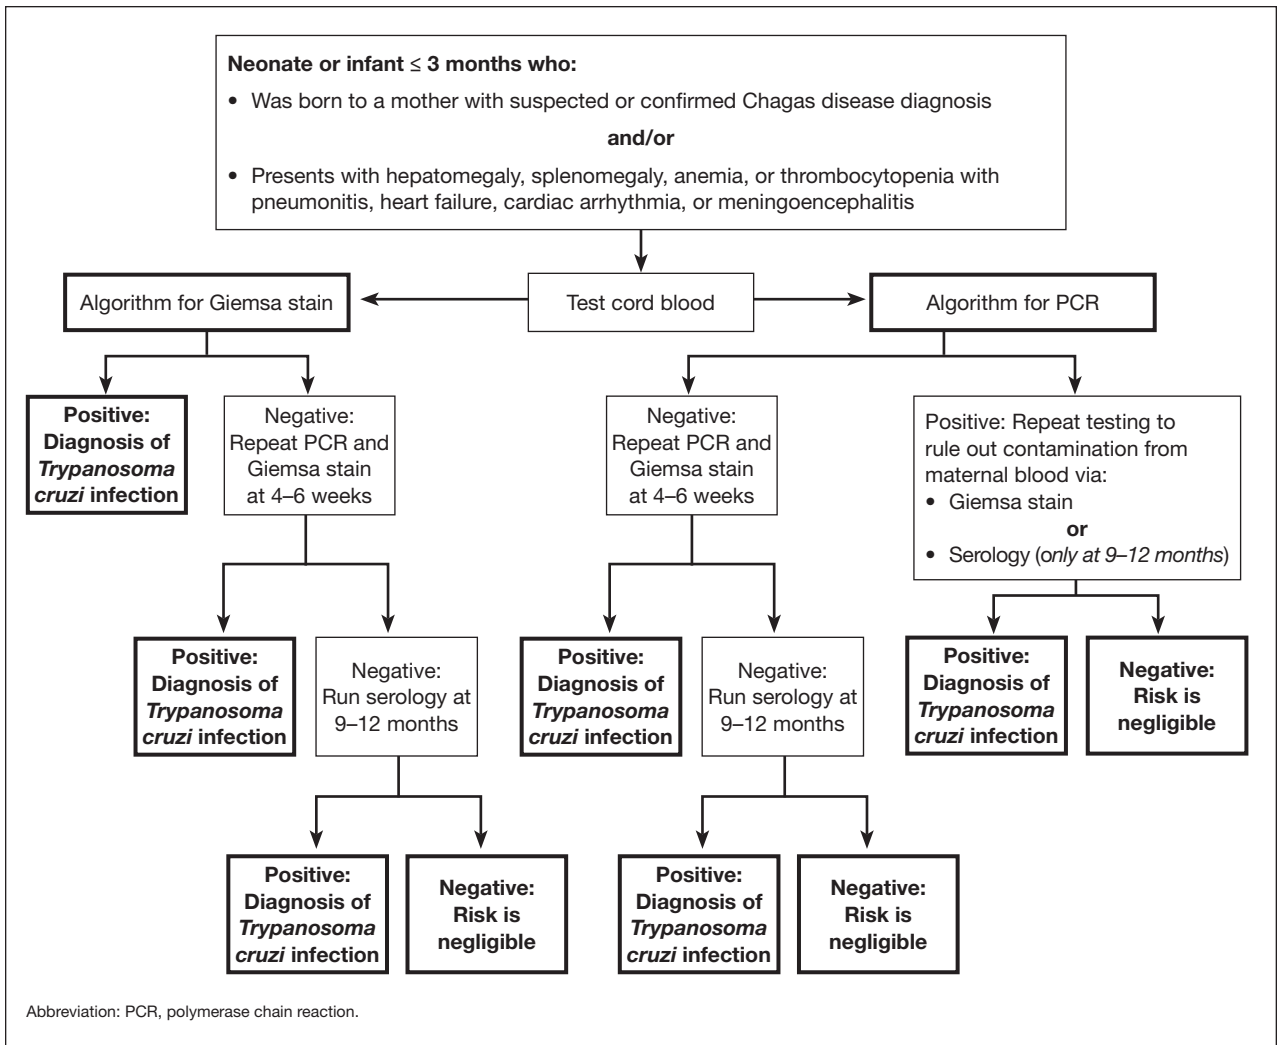 Neonate or infant ≤ 3 months who:
• Was born to a mother with suspected or confirmed Chagas disease diagnosis
and/or
• Presents with hepatomegaly, splenomegaly, anemia, or thrombocytopenia with
pneumonitis, heart failure, cardiac arrhythmia, or meningoencephalitis
Algorithm for Giemsa stain
Test cord blood
Algorithm for PCR
Positive:
Diagnosis of
Trypanosoma
cruzi infection
Negative:
Repeat PCR and
Giemsa stain
at 4–6 weeks
Negative:
Repeat PCR and
Giemsa stain
at 4–6 weeks
Positive: Repeat testing to
rule out contamination from
maternal blood via:
• Giemsa stain
or
• Serology (only at 9–12 months)
Positive:
Diagnosis of
Trypanosoma
cruzi infection
Negative:
Run serology at
9–12 months
Positive:
Diagnosis of
Trypanosoma
cruzi infection
Negative:
Run serology at
9–12 months
Positive:
Diagnosis of
Trypanosoma
cruzi infection
Negative:
Risk is
negligible
Positive:
Diagnosis of
Trypanosoma
cruzi infection
Negative:
Risk is
negligible
Positive:
Diagnosis of
Trypanosoma
cruzi infection
Negative:
Risk is
negligible
Abbreviation: PCR, polymerase chain reaction.